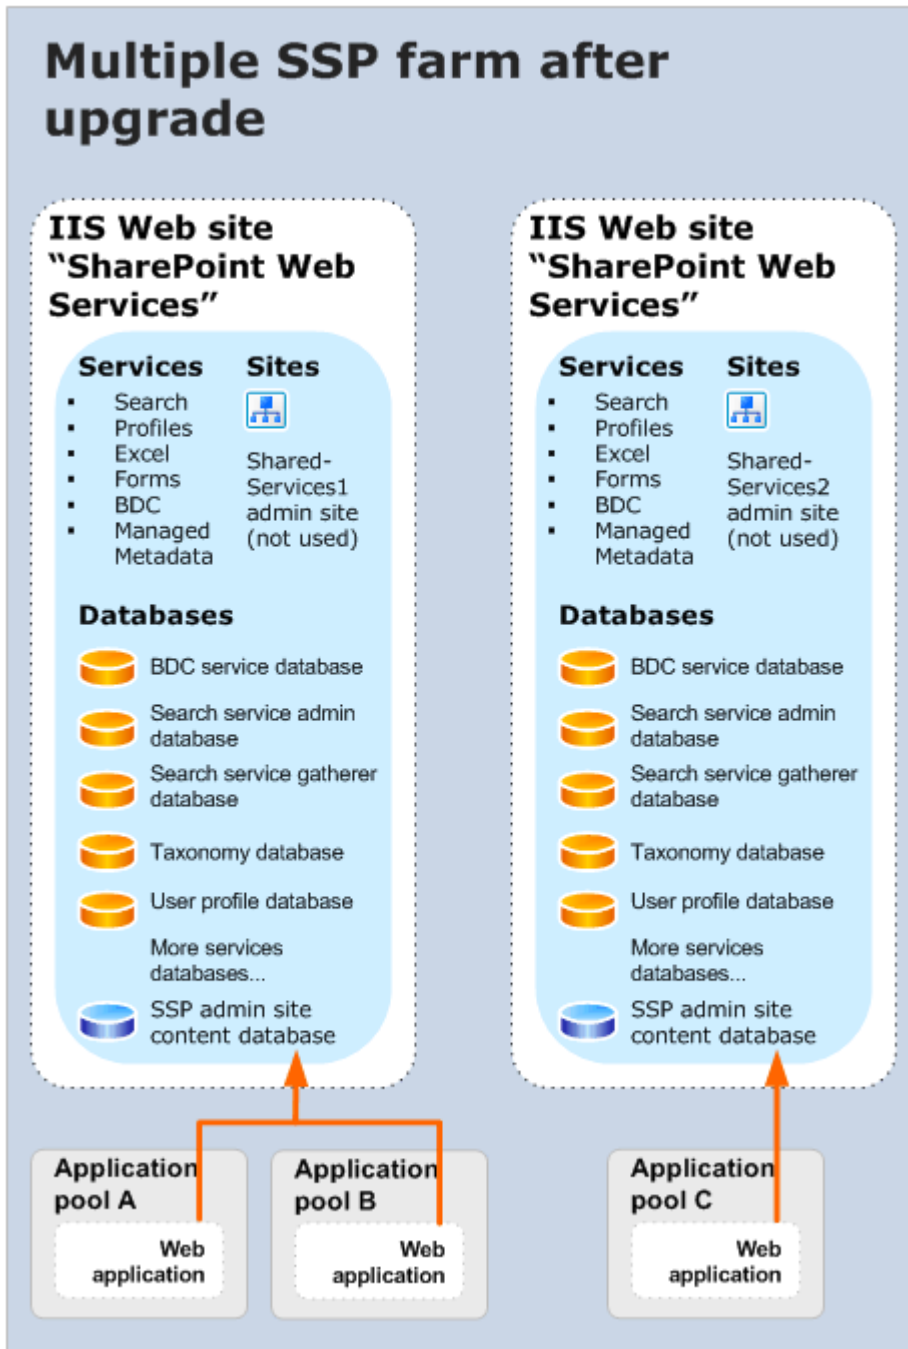 Multiple SSP farm after
upgrade
IIS Web site
“SharePoint Web
Services”
Services
▪ Search
▪ Profiles
▪ Excel
▪ Forms
▪ BDC
▪ Managed
Metadata
Sites
Shared-
Services1
admin site
(not used)
Databases
BDC service database
Search service admin
database
Search service gatherer
database
Taxonomy database
User profile database
More services
databases...
SSP admin site
content database
IIS Web site
“SharePoint Web
Services”
Services
▪ Search
▪ Profiles
▪ Excel
▪ Forms
▪ BDC
▪ Managed
Metadata
Sites
Shared-
Services2
admin site
(not used)
Databases
BDC service database
Search service admin
database
Search service gatherer
database
Taxonomy database
User profile database
More services
databases...
SSP admin site
content database
Application
pool A
Web
application
Application
pool B
Web
application
Application
pool C
Web
application